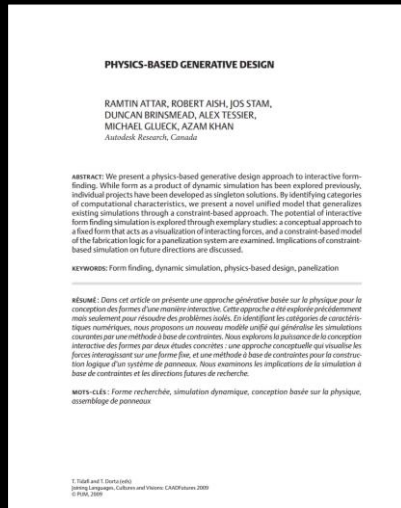 PHYSICS-BASED GENERATIVE DESIGN
RAMTIN ATTAR, ROBERT AISH, JOS STAM,
DUNCAN BRINSMEAD, ALEX TESSIER,
MICHAEL GLUECK, AZAM KHAN
Autodesk Research, Canada
ABSTRACT: We present a physics-based generative design approach to interactive form-
finding. While form as a product of dynamic simulation has been explored previously,
individual projects have been developed as singleton solutions. By identifying categories
of computational characteristics, we present a novel unified model that generalizes
existing simulations through a constraint-based approach. The potential of interactive
form finding simulation is explored through exemplary studies: a conceptual approach to
a fixed form that acts as a visualization of interacting forces, and a constraint-based model
of the fabrication logic for a panelization system are examined. Implications of constraint-
based simulation on future directions are discussed.
KEYWORDS: Form finding, dynamic simulation, physics-based design, panelization
RÉSUMÉ : Dans cet article on présente une approche générative basée sur la physique pour la
conception des formes d'une manière interactive. Cette approche a été explorée précédemment
mais seulement pour résoudre des problèmes isolés. En identifiant les catégories de caractéris-
tiques numériques, nous proposons un nouveau modèle unifié qui généralise les simulations
courantes par une méthode à base de contraintes. Nous explorons la puissance de la conception
interactive des formes par deux études concrètes : une approche conceptuelle qui visualise les
forces interagissant sur une forme fixe, et une méthode à base de contraintes pour la construc-
tion logique d'un système de panneaux. Nous examinons les implications de la simulation à
base de contraintes et les directions futures de recherche.
MOTS-CLÉS : Forme recherchée, simulation dynamique, conception basée sur la physique,
assemblage de panneaux
T. Tidafi and T. Dorta (eds)
Joining Languages, Cultures and Visions: CAADFutures 2009
© PUM, 2009